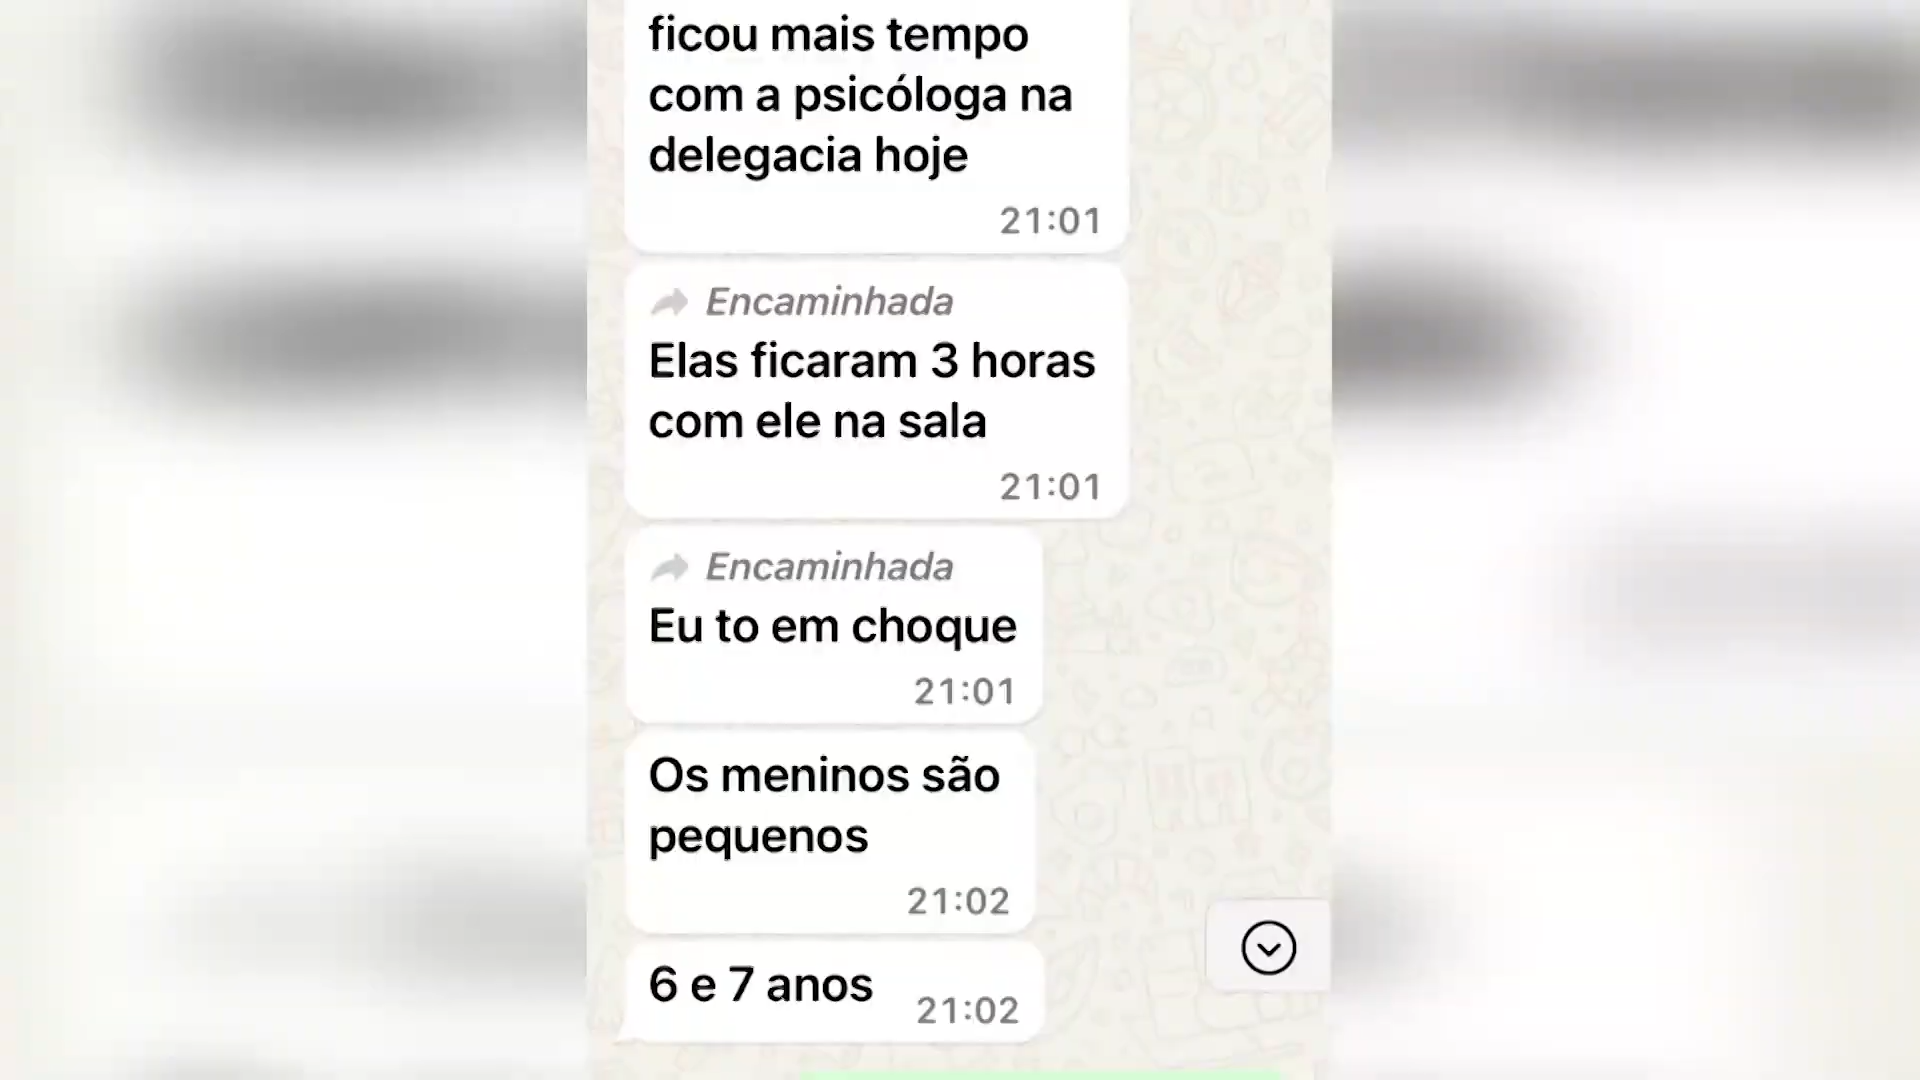 ficou mais tempo
com a psicóloga na
delegacia hoje
21:01
Encaminhada
Elas ficaram 3 horas
com ele na sala
21:01
Encaminhada
Eu to em choque
21:01
Os meninos são
pequenos
21:02
6 e 7 anos 21:02